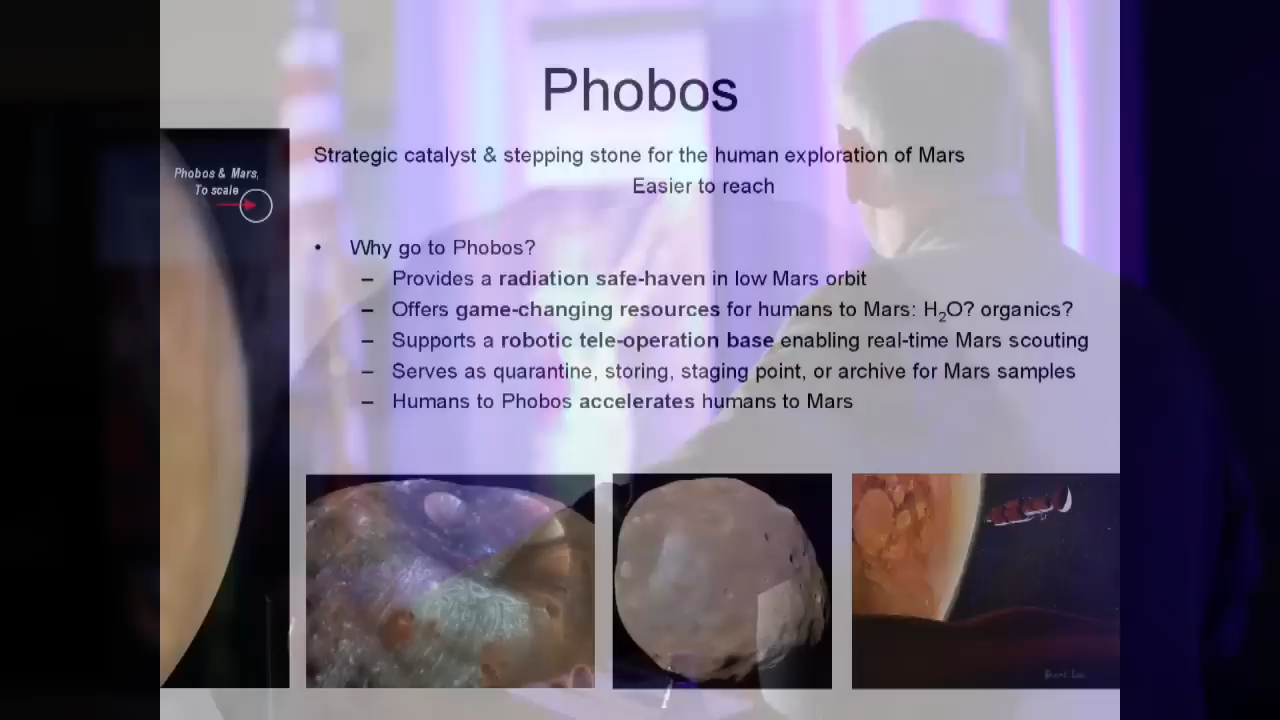 Phobos
Strategic catalyst & stepping stone for the human exploration of Mars
Easier to reach
Phobos & Mars,
To scale
• Why go to Phobos?
– Provides a radiation safe-haven in low Mars orbit
– Offers game-changing resources for humans to Mars: H₂O? organics?
– Supports a robotic tele-operation base enabling real-time Mars scouting
– Serves as quarantine, storing, staging point, or archive for Mars samples
– Humans to Phobos accelerates humans to Mars